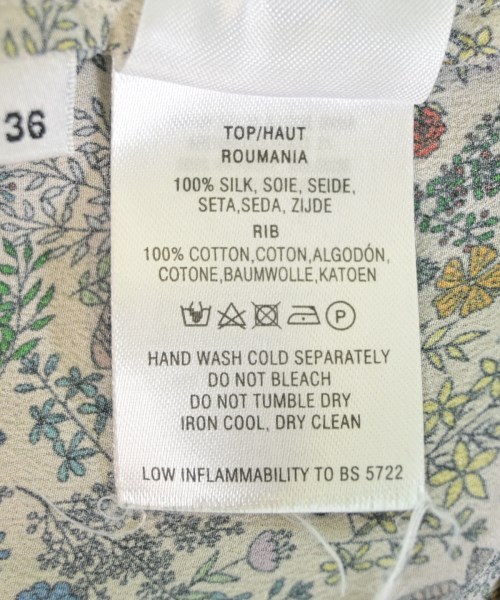 36
TOP/HAUT
ROUMANIA
100% SILK, SOIE, SEIDE,
SETA,SEDA, ZIJDE
RIB
100% COTTON,COTON,ALGODÓN,
COTONE,BAUMWOLLE,KATOEN
P
HAND WASH COLD SEPARATELY
DO NOT BLEACH
DO NOT TUMBLE DRY
IRON COOL, DRY CLEAN
LOW INFLAMMABILITY TO BS 5722